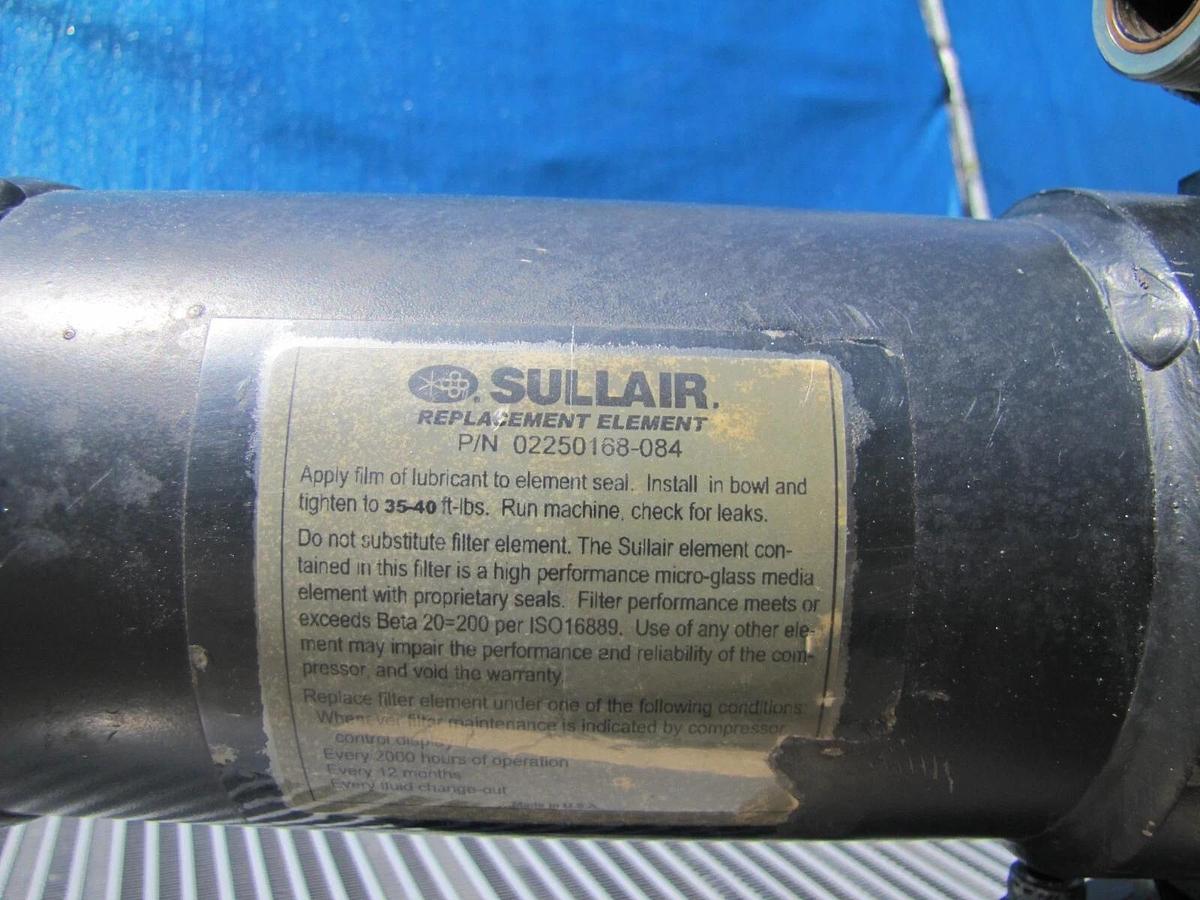 SULLAIR.
REPLACEMENT ELEMENT
P/N 02250168-084
Apply film of lubricant to element seal. Install in bowl and
tighten to 35-40 ft-lbs. Run machine, check for leaks.
Do not substitute filter element. The Sullair element con-
tained in this filter is a high performance micro-glass media
element with proprietary seals. Filter performance meets or
exceeds Beta 20=200 per ISO16889. Use of any other ele-
ment may impair the performance and reliability of the com-
pressor, and void the warranty.
Replace filter element under one of the following conditions:
Whenever filter maintenance is indicated by compressor
control display
Every 2000 hours of operation
Every 12 months
Every fluid change-out
Made in U.S.A.